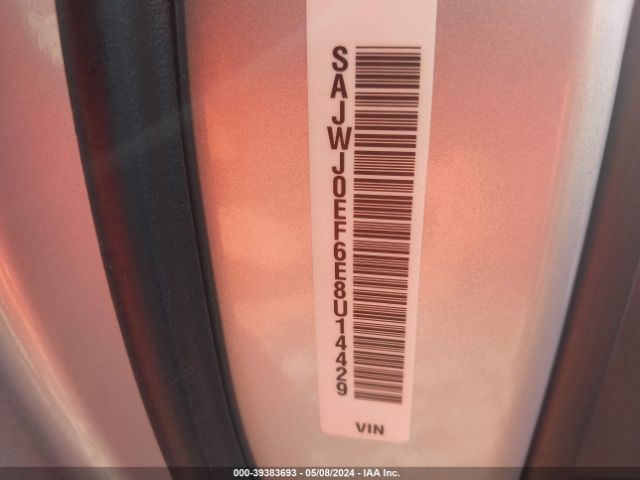 SAJWJ0EF6E8U14429
VIN
000-39383693 - 05/08/2024 - IAA Inc.